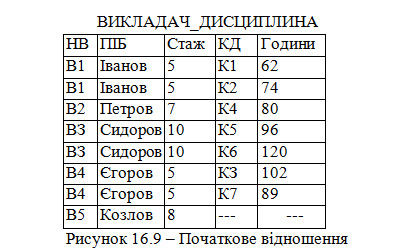 ВИКЛАДАЧ_ДИСЦИПЛИНА
НВ ПІБ Стаж КД Години
В1 Іванов 5 К1 62
В1 Іванов 5 К2 74
В2 Петров 7 К4 80
В3 Сидоров 10 К5 96
В3 Сидоров 10 К6 120
В4 Єгоров 5 К3 102
В4 Єгоров 5 К7 89
В5 Козлов 8 --- ---
Рисунок 16.9 – Початкове відношення